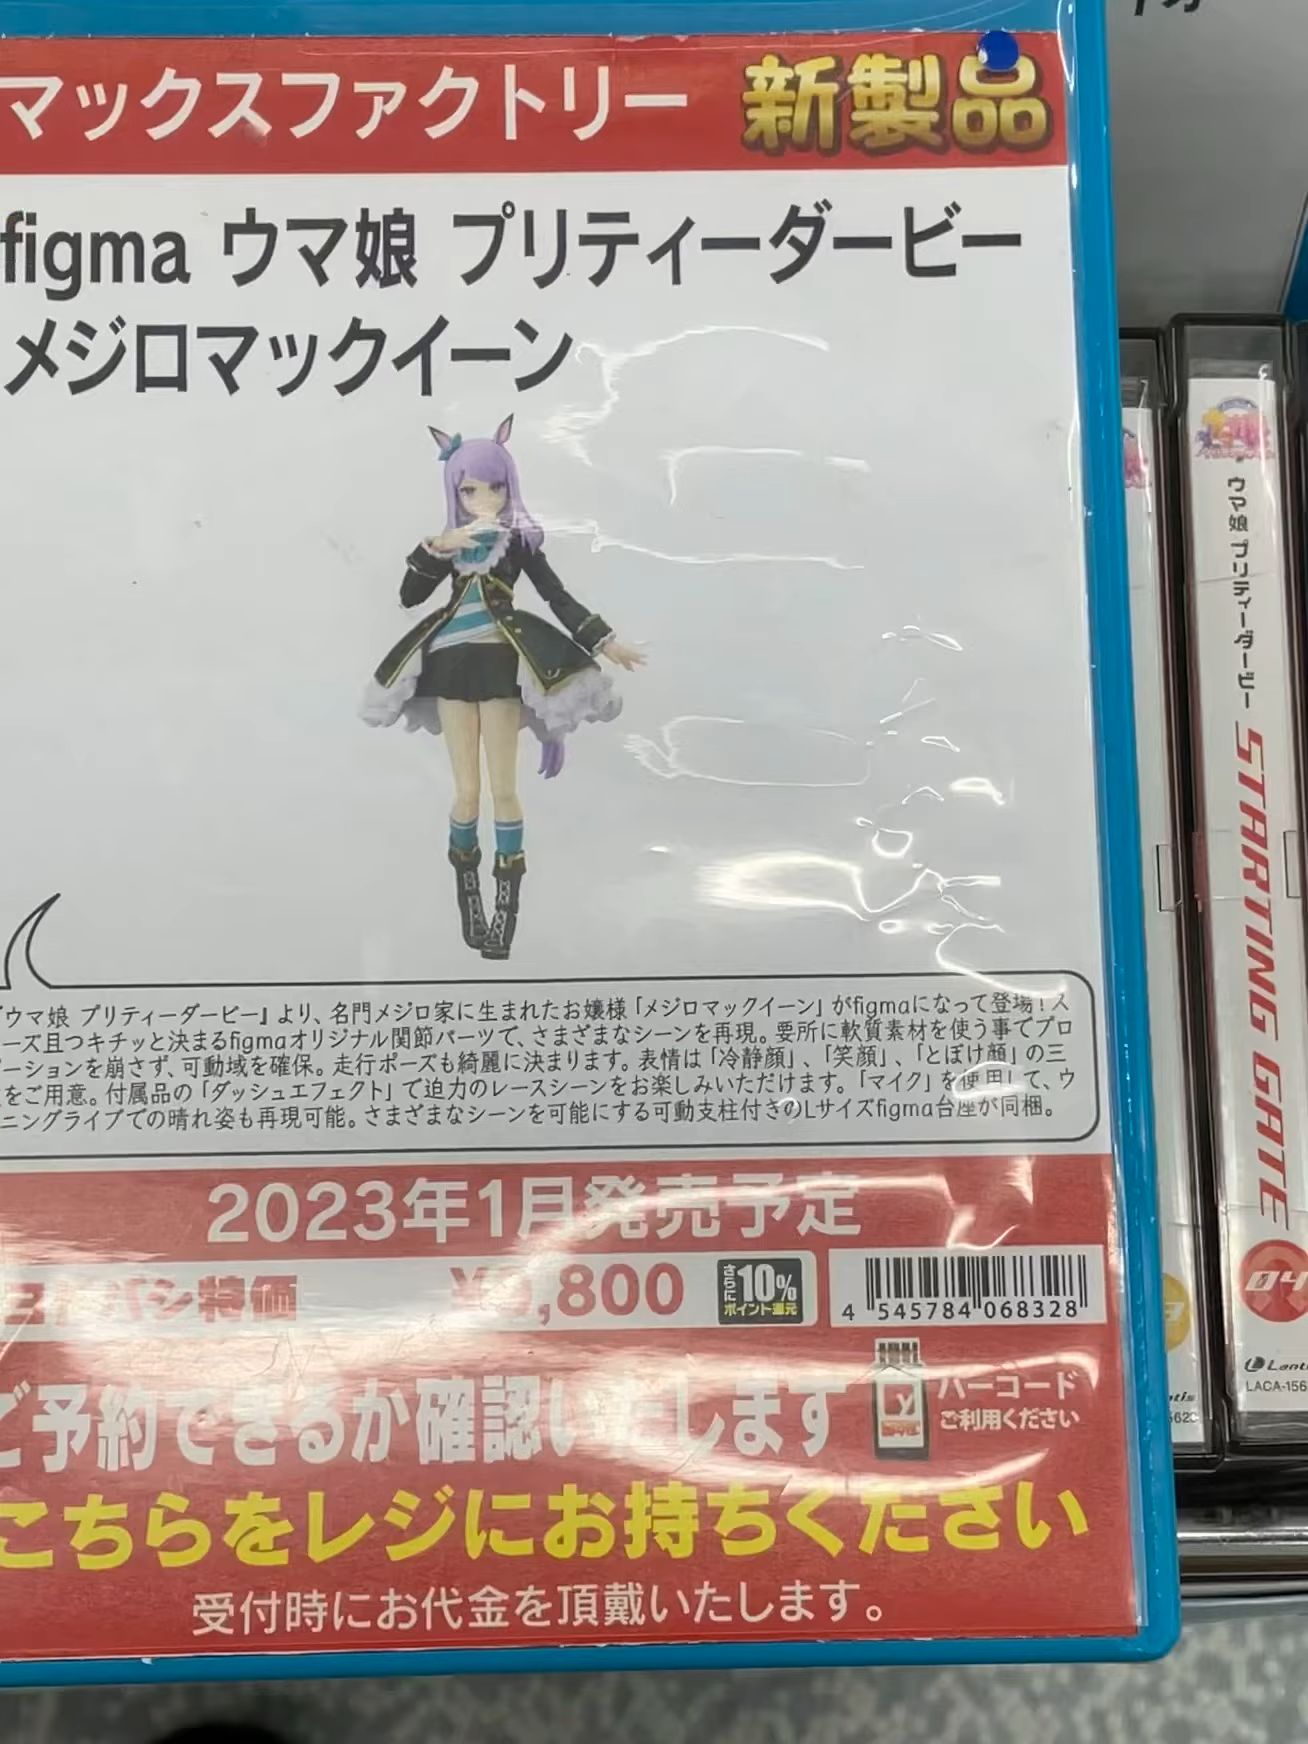 マックスファクトリー 新製品
figma ウマ娘 プリティーダービー
メジロマックイーン
『ウマ娘 プリティーダービー』より、名門メジロ家に生まれたお嬢様「メジロマックイーン」がfigmaになって登場！ス
ーズ且つキチッと決まるfigmaオリジナル関節パーツで、さまざまなシーンを再現。要所に軟質素材を使う事でプロ
ーションを崩さず、可動域を確保。走行ポーズも綺麗に決まります。表情は「冷静顔」、「笑顔」、「とぼけ顔」の三
をご用意。付属品の「ダッシュエフェクト」で迫力のレースシーンをお楽しみいただけます。「マイク」を使用して、ウ
ニングライブでの晴れ姿も再現可能。さまざまなシーンを可能にする可動支柱付きのLサイズfigma台座が同梱。
2023年1月発売予定
ヨドバシ特価 ,800 さらに10%ポイント還元
4 545784 068328
ご予約できるか確認いたします
バーコード
ご利用ください
こちらをレジにお持ちください
受付時にお代金を頂戴いたします。
ウマ娘 プリティーダービー STARTING GATE
04
Lanti
LACA-156